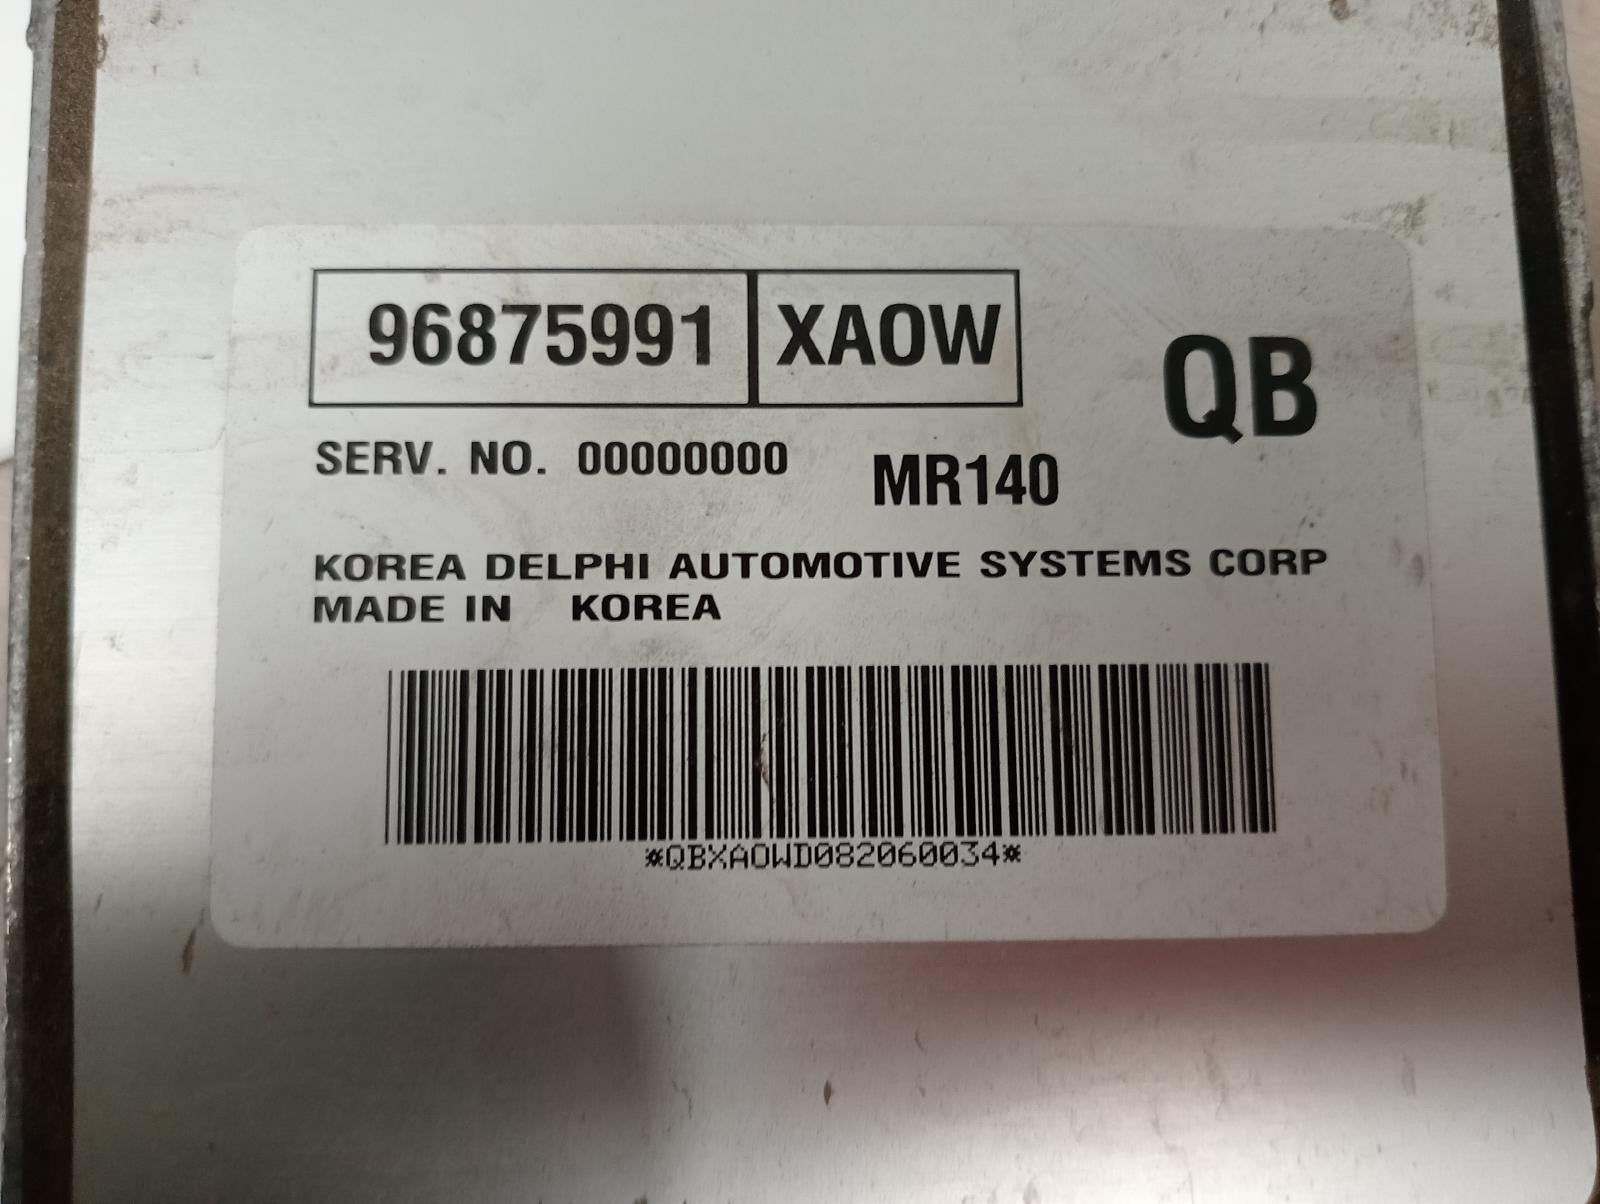 96875991 XAOW
QB
SERV. NO. 00000000 MR140
KOREA DELPHI AUTOMOTIVE SYSTEMS CORP
MADE IN KOREA
*QBXAOWD082060034*